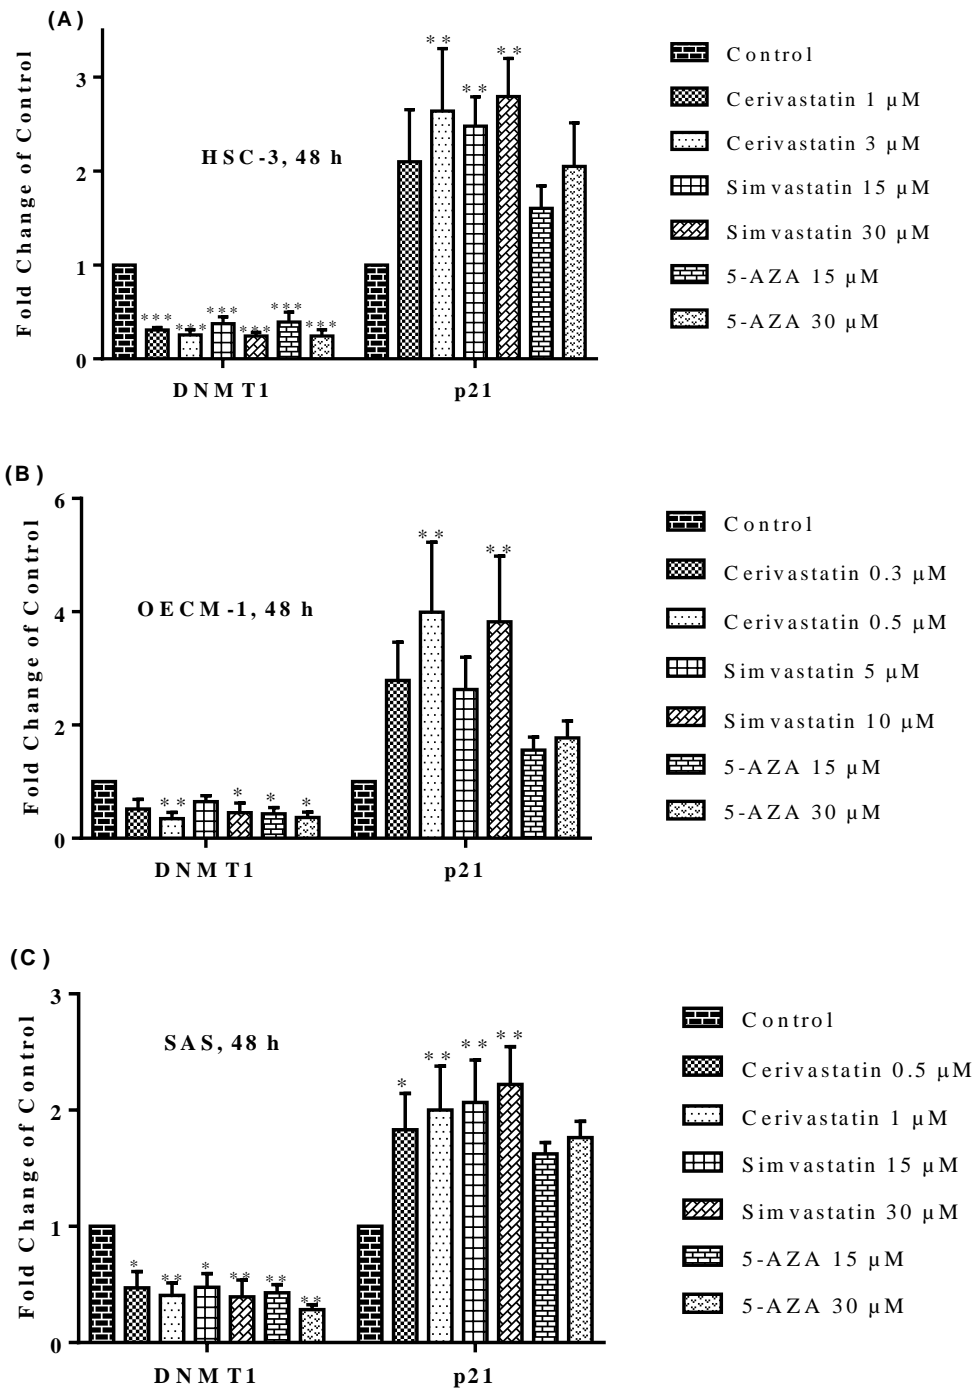 (A)
Fold Change of Control
3
2
1
0
HSC-3, 48 h
*** *** *** *** *** ***
** ** **
DNMT1 p21
Control
Cerivastatin 1 µM
Cerivastatin 3 µM
Simvastatin 15 µM
Simvastatin 30 µM
5-AZA 15 µM
5-AZA 30 µM
(B)
Fold Change of Control
6
4
2
0
OECM-1, 48 h
** * * *
** **
DNMT1 p21
Control
Cerivastatin 0.3 µM
Cerivastatin 0.5 µM
Simvastatin 5 µM
Simvastatin 10 µM
5-AZA 15 µM
5-AZA 30 µM
(C)
Fold Change of Control
3
2
1
0
SAS, 48 h
* ** * ** ** **
* ** ** **
DNMT1 p21
Control
Cerivastatin 0.5 µM
Cerivastatin 1 µM
Simvastatin 15 µM
Simvastatin 30 µM
5-AZA 15 µM
5-AZA 30 µM